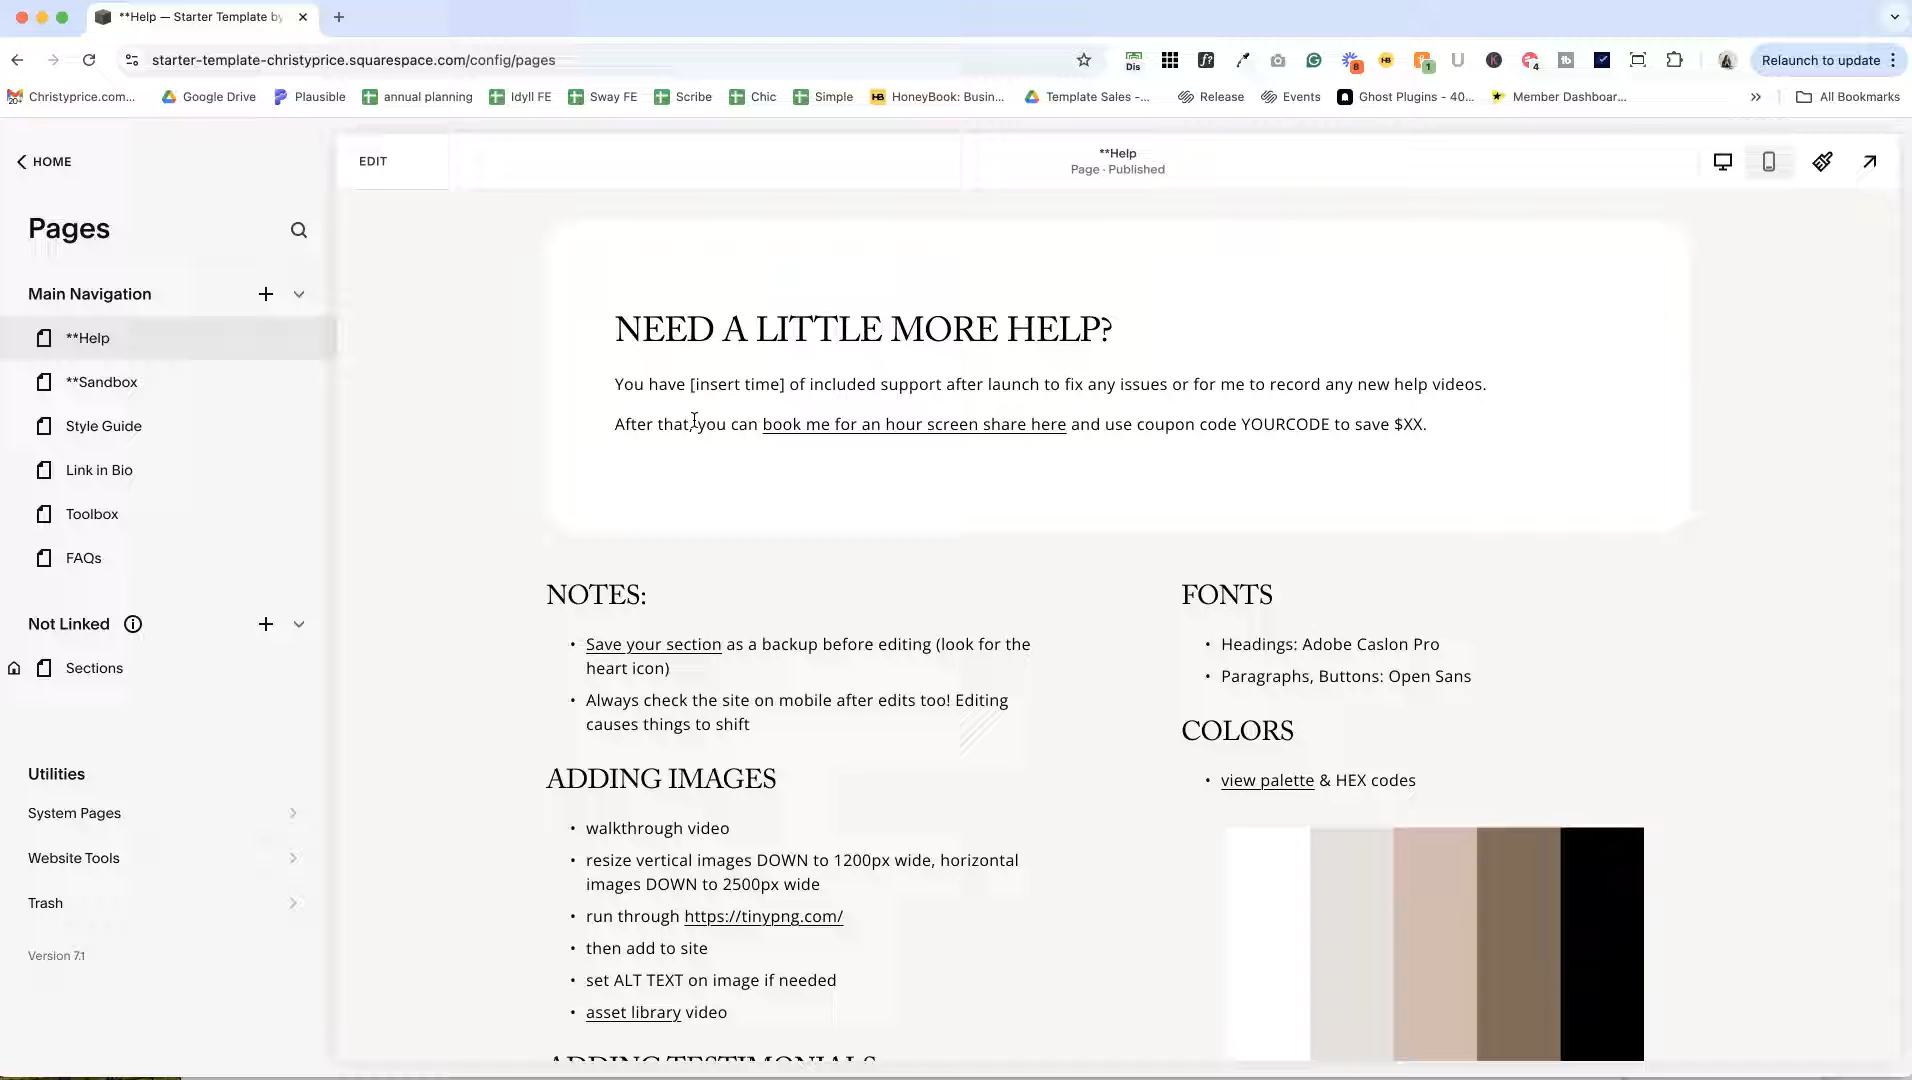 **Help — Starter Template by
starter-template-christyprice.squarespace.com/config/pages
Dis
8
HB
1
U
K
4
tb
Relaunch to update
Christyprice.com...
Google Drive
Plausible
annual planning
Idyll FE
Sway FE
Scribe
Chic
Simple
HB
HoneyBook: Busin...
Template Sales -...
Release
Events
Ghost Plugins - 40...
Member Dashboar...
All Bookmarks
HOME
EDIT
**Help
Page · Published
Pages
Main Navigation
**Help
**Sandbox
Style Guide
Link in Bio
Toolbox
FAQs
Not Linked
Sections
Utilities
System Pages
Website Tools
Trash
Version 7.1
NEED A LITTLE MORE HELP?
You have [insert time] of included support after launch to fix any issues or for me to record any new help videos.
After that, you can book me for an hour screen share here and use coupon code YOURCODE to save $XX.
NOTES:
• Save your section as a backup before editing (look for the
heart icon)
• Always check the site on mobile after edits too! Editing
causes things to shift
ADDING IMAGES
• walkthrough video
• resize vertical images DOWN to 1200px wide, horizontal
images DOWN to 2500px wide
• run through https://tinypng.com/
• then add to site
• set ALT TEXT on image if needed
• asset library video
ADDING TESTIMONIALS
FONTS
• Headings: Adobe Caslon Pro
• Paragraphs, Buttons: Open Sans
COLORS
• view palette & HEX codes